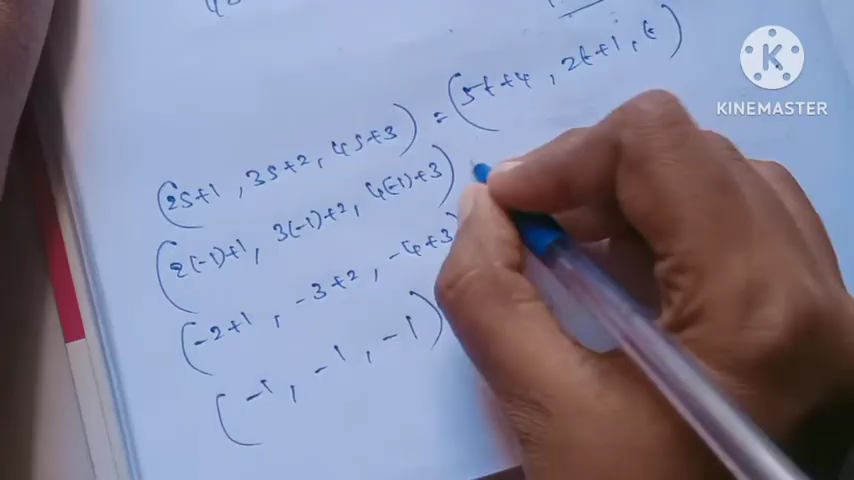 (2s+1 , 3s+2 , 4s+3) = (5t+4 , 2t+1 , t)
(2(-1)+1 , 3(-1)+2 , 4(-1)+3)
(-2+1 , -3+2 , -4+3
(-1 , -1 , -1)
KINEMASTER